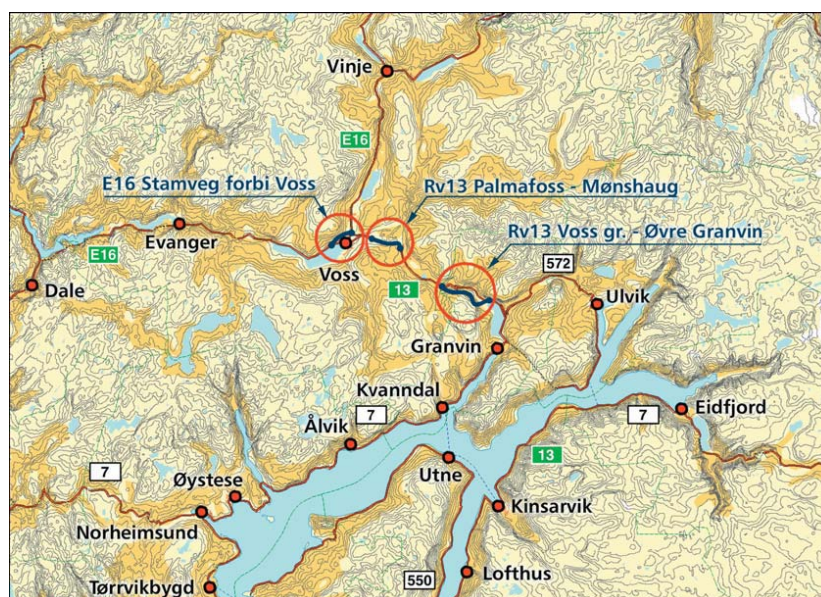 Vinje
E16
E16 Stamveg forbi Voss
Rv13 Palmafoss - Mønshaug
Rv13 Voss gr. - Øvre Granvin
Evanger
E16
Voss
572
Dale
13
Ulvik
Granvin
Kvanndal
7
Eidfjord
7
Ålvik
7
13
Utne
Øystese
Norheimsund
Kinsarvik
550
Lofthus
Tørrvikbygd